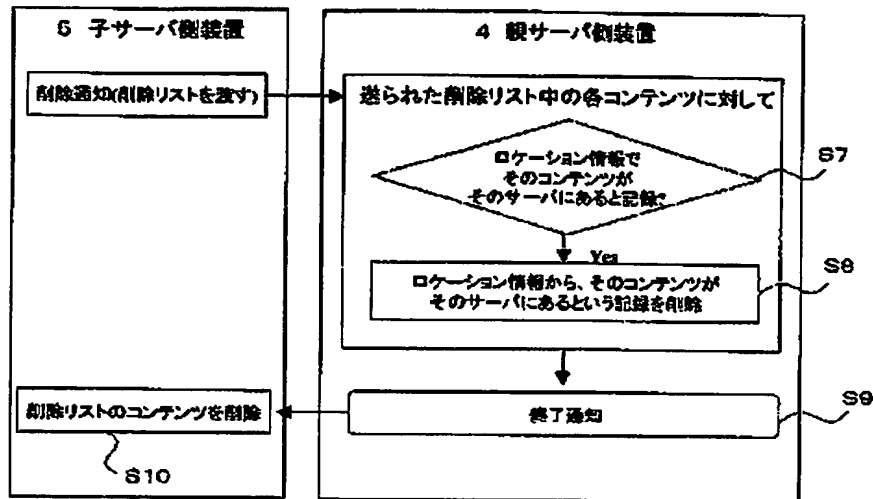 5 子サーバ側装置
削除通知(削除リストを渡す)
4 親サーバ側装置
送られた削除リスト中の各コンテンツに対して
ロケーション情報で
そのコンテンツが
そのサーバにあると記録?
S7
Yes
ロケーション情報から、そのコンテンツが
そのサーバにあるという記録を削除
S8
終了通知
S9
削除リストのコンテンツを削除
S10